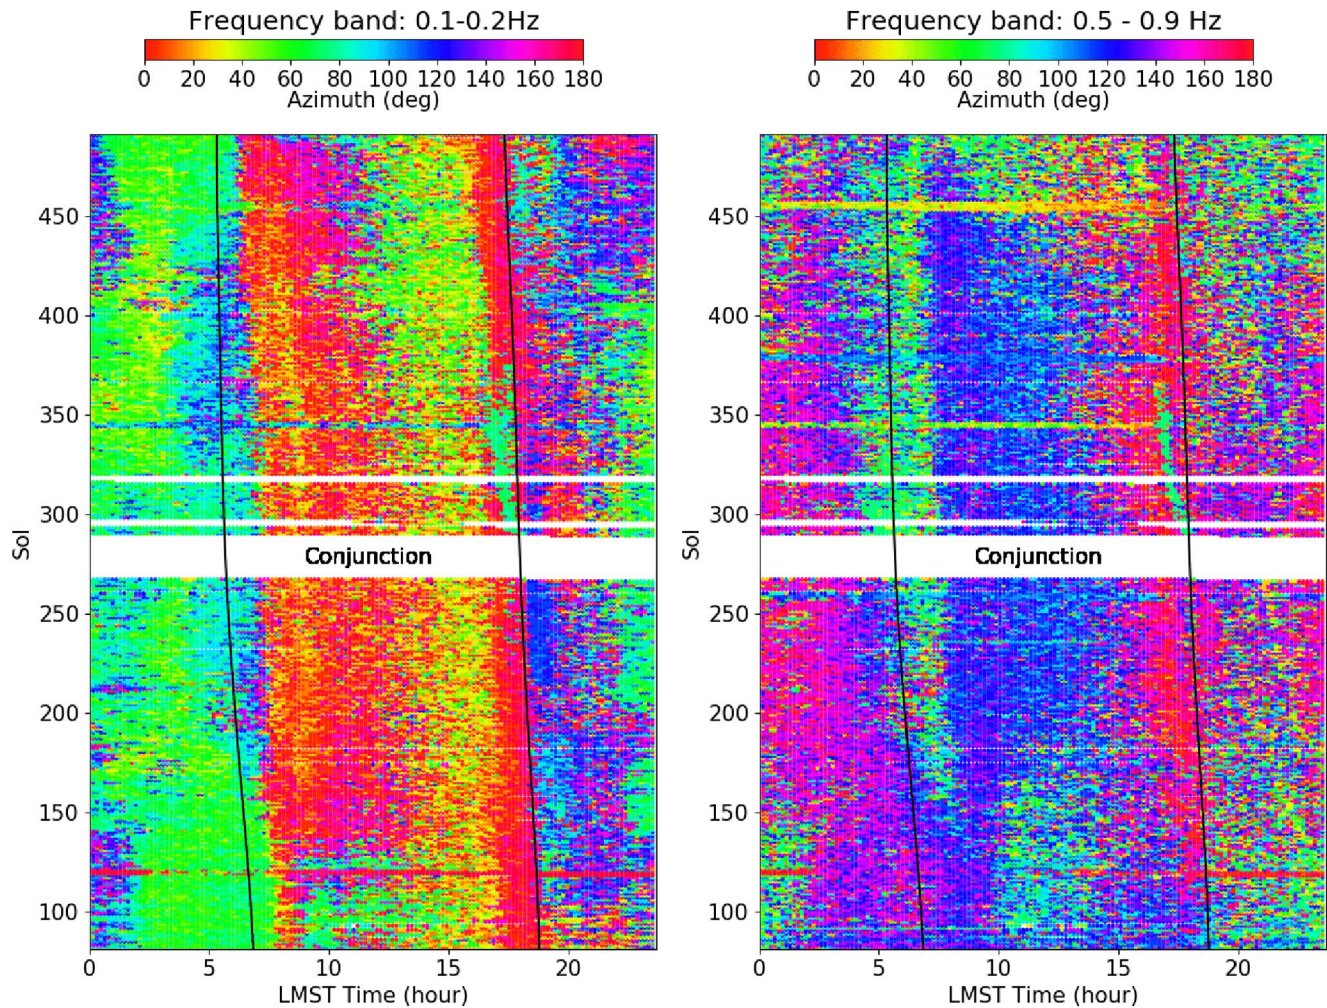 Frequency band: 0.1-0.2Hz
0 20 40 60 80 100 120 140 160 180
Azimuth (deg)
Frequency band: 0.5 - 0.9 Hz
0 20 40 60 80 100 120 140 160 180
Azimuth (deg)
450
400
350
300
250
200
150
100
Sol
Conjunction
0 5 10 15 20
LMST Time (hour)
450
400
350
300
250
200
150
100
Sol
Conjunction
0 5 10 15 20
LMST Time (hour)